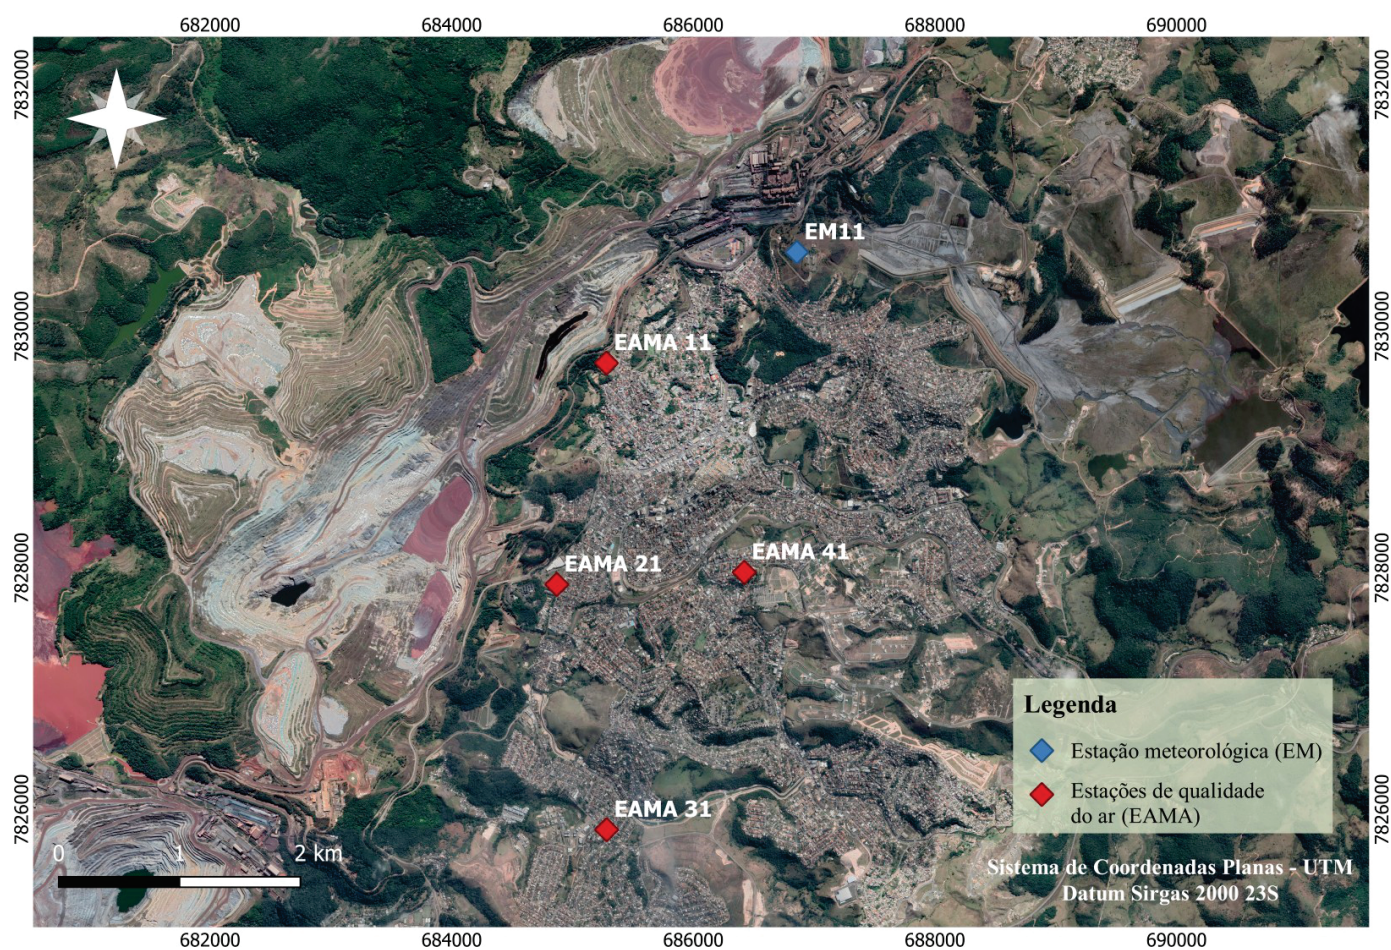 682000 684000 686000 688000 690000
7832000 7832000
EM11
7830000 7830000
EAMA 11
EAMA 41
EAMA 21
7828000 7828000
Legenda
Estação meteorológica (EM)
Estações de qualidade
do ar (EAMA)
EAMA 31
7826000 7826000
0 1 2 km
Sistema de Coordenadas Planas - UTM
Datum Sirgas 2000 23S
682000 684000 686000 688000 690000